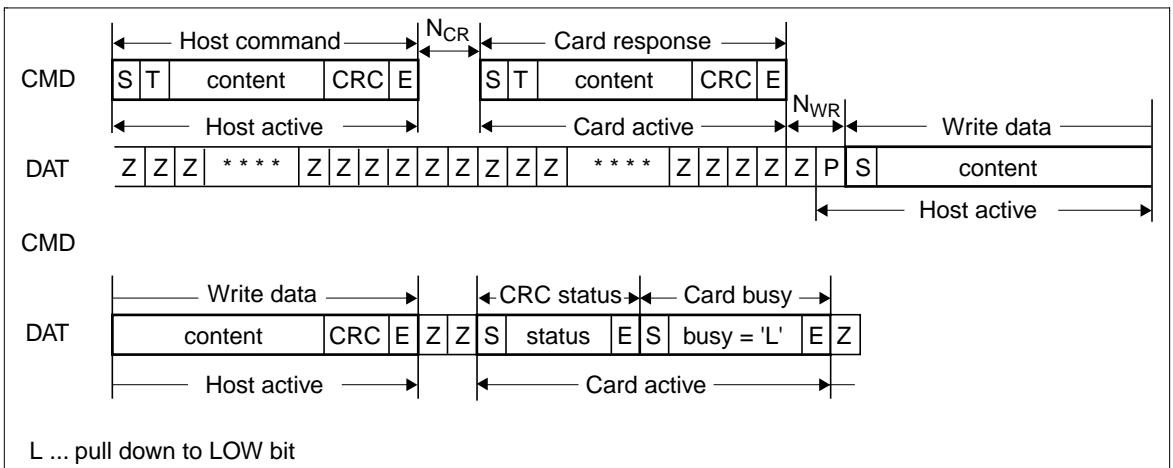 Host command N_CR Card response
CMD S T content CRC E S T content CRC E
Host active Card active N_WR Write data
DAT Z Z Z * * * * Z Z Z Z Z Z Z Z Z * * * * Z Z Z Z Z P S content
Host active
CMD
Write data CRC status Card busy
DAT content CRC E Z Z S status E S busy = 'L' E Z
Host active Card active
L ... pull down to LOW bit